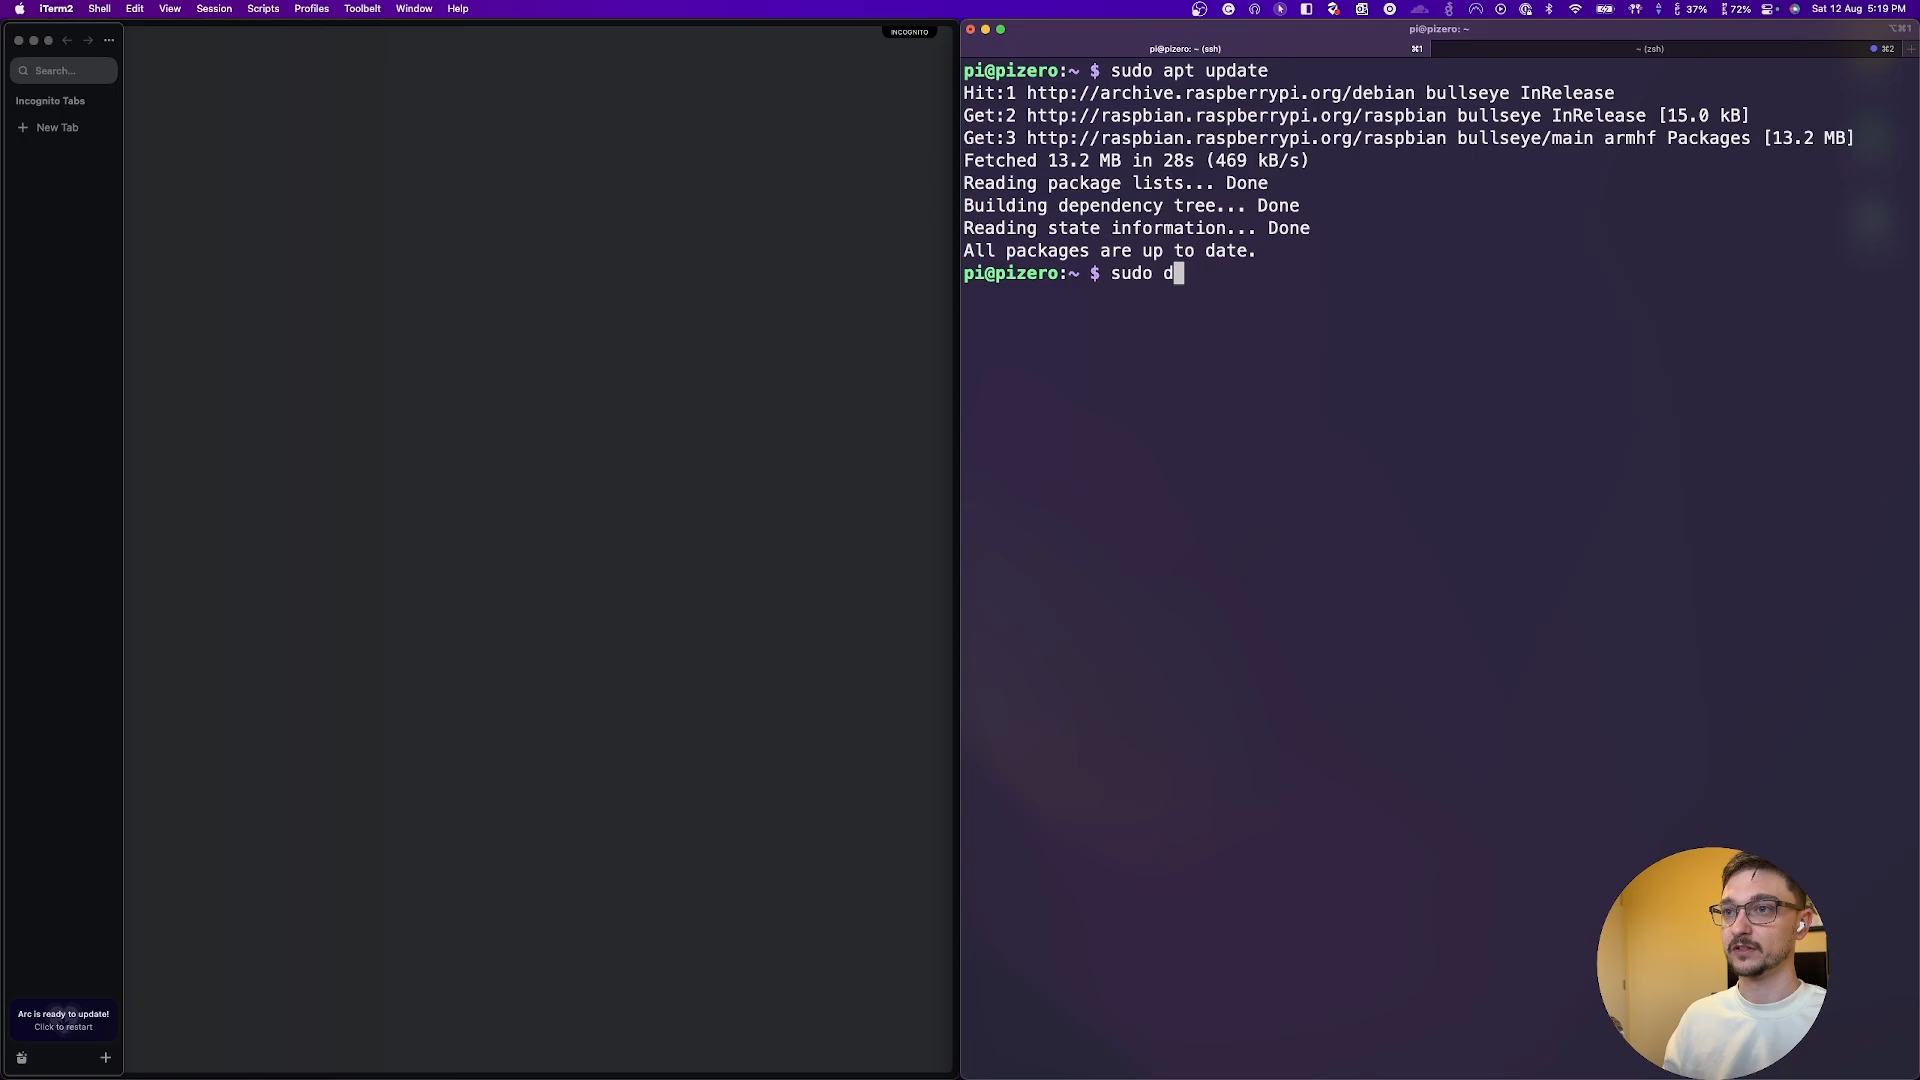 iTerm2 Shell Edit View Session Scripts Profiles Toolbelt Window Help
37% 72% Sat 12 Aug 5:19 PM
Search...
Incognito Tabs
+ New Tab
INCOGNITO
Arc is ready to update!
Click to restart
pi@pizero: ~
⌥⌘1
pi@pizero: ~ (ssh) ⌘1 ~ (zsh) ⌘2
pi@pizero:~ $ sudo apt update
Hit:1 http://archive.raspberrypi.org/debian bullseye InRelease
Get:2 http://raspbian.raspberrypi.org/raspbian bullseye InRelease [15.0 kB]
Get:3 http://raspbian.raspberrypi.org/raspbian bullseye/main armhf Packages [13.2 MB]
Fetched 13.2 MB in 28s (469 kB/s)
Reading package lists... Done
Building dependency tree... Done
Reading state information... Done
All packages are up to date.
pi@pizero:~ $ sudo d